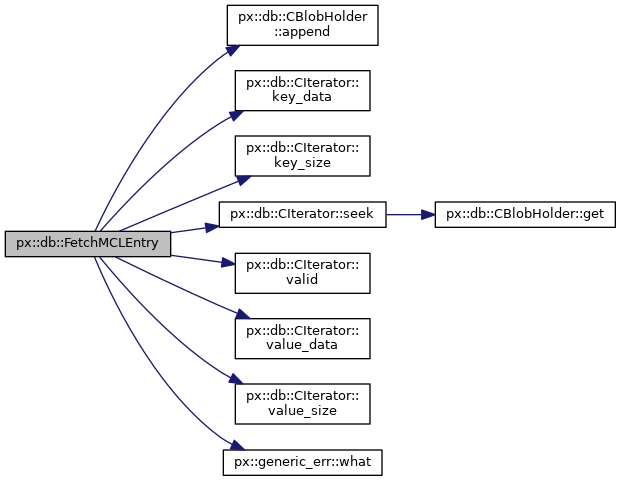 px::db::CBlobHolder
::append
px::db::CIterator::
key_data
px::db::CIterator::
key_size
px::db::CIterator::seek
px::db::CBlobHolder::get
px::db::FetchMCLEntry
px::db::CIterator::
valid
px::db::CIterator::
value_data
px::db::CIterator::
value_size
px::generic_err::what